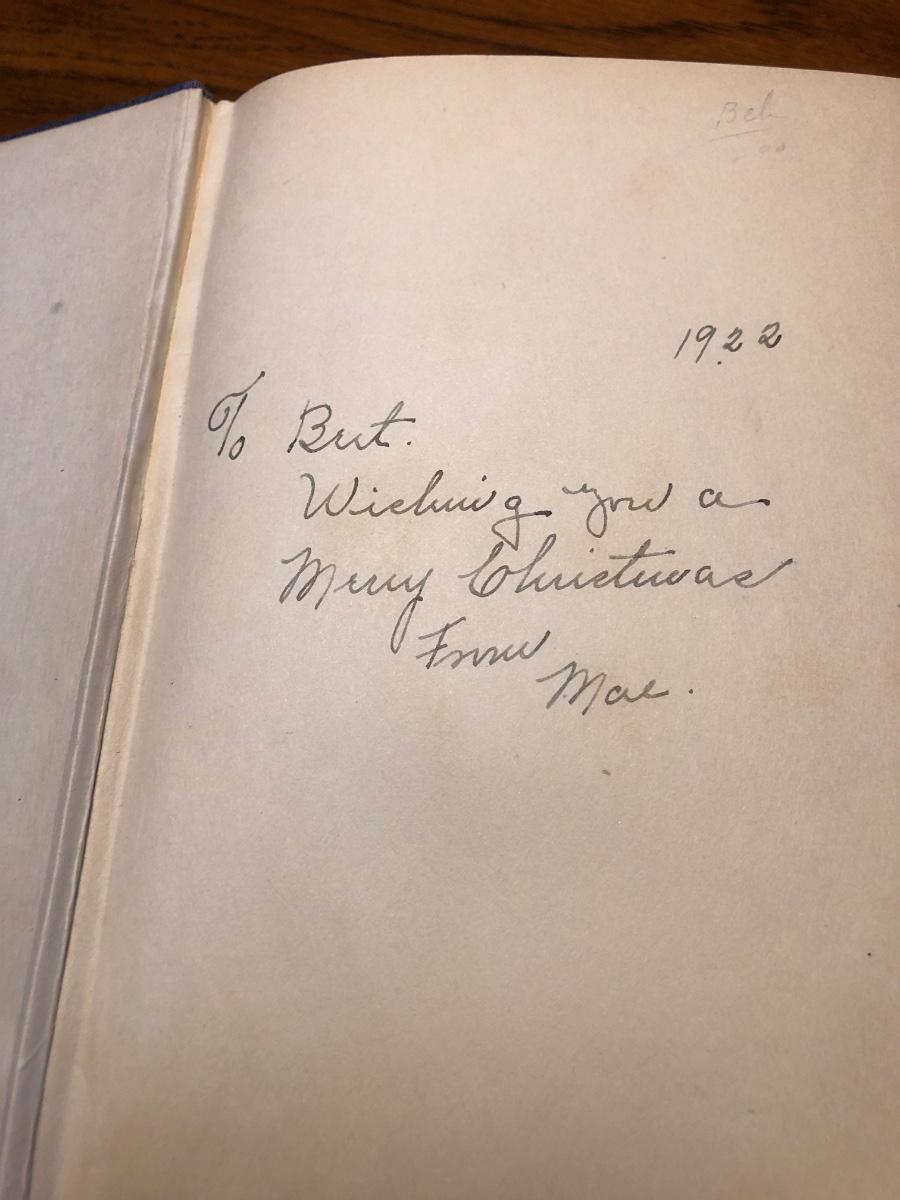 1922
To Bert.
Wishing you a
Merry Christmas
From
Mae.